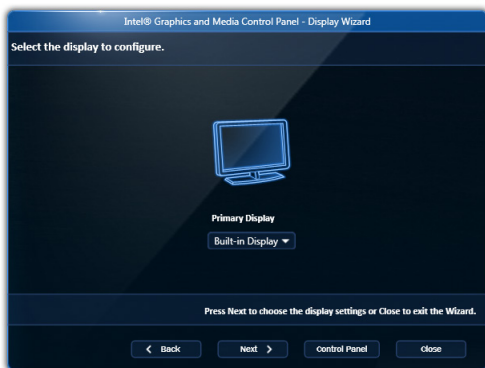 Intel® Graphics and Media Control Panel - Display Wizard
Select the display to configure.
Primary Display
Built-in Display
Press Next to choose the display settings or Close to exit the Wizard.
Back Next Control Panel Close